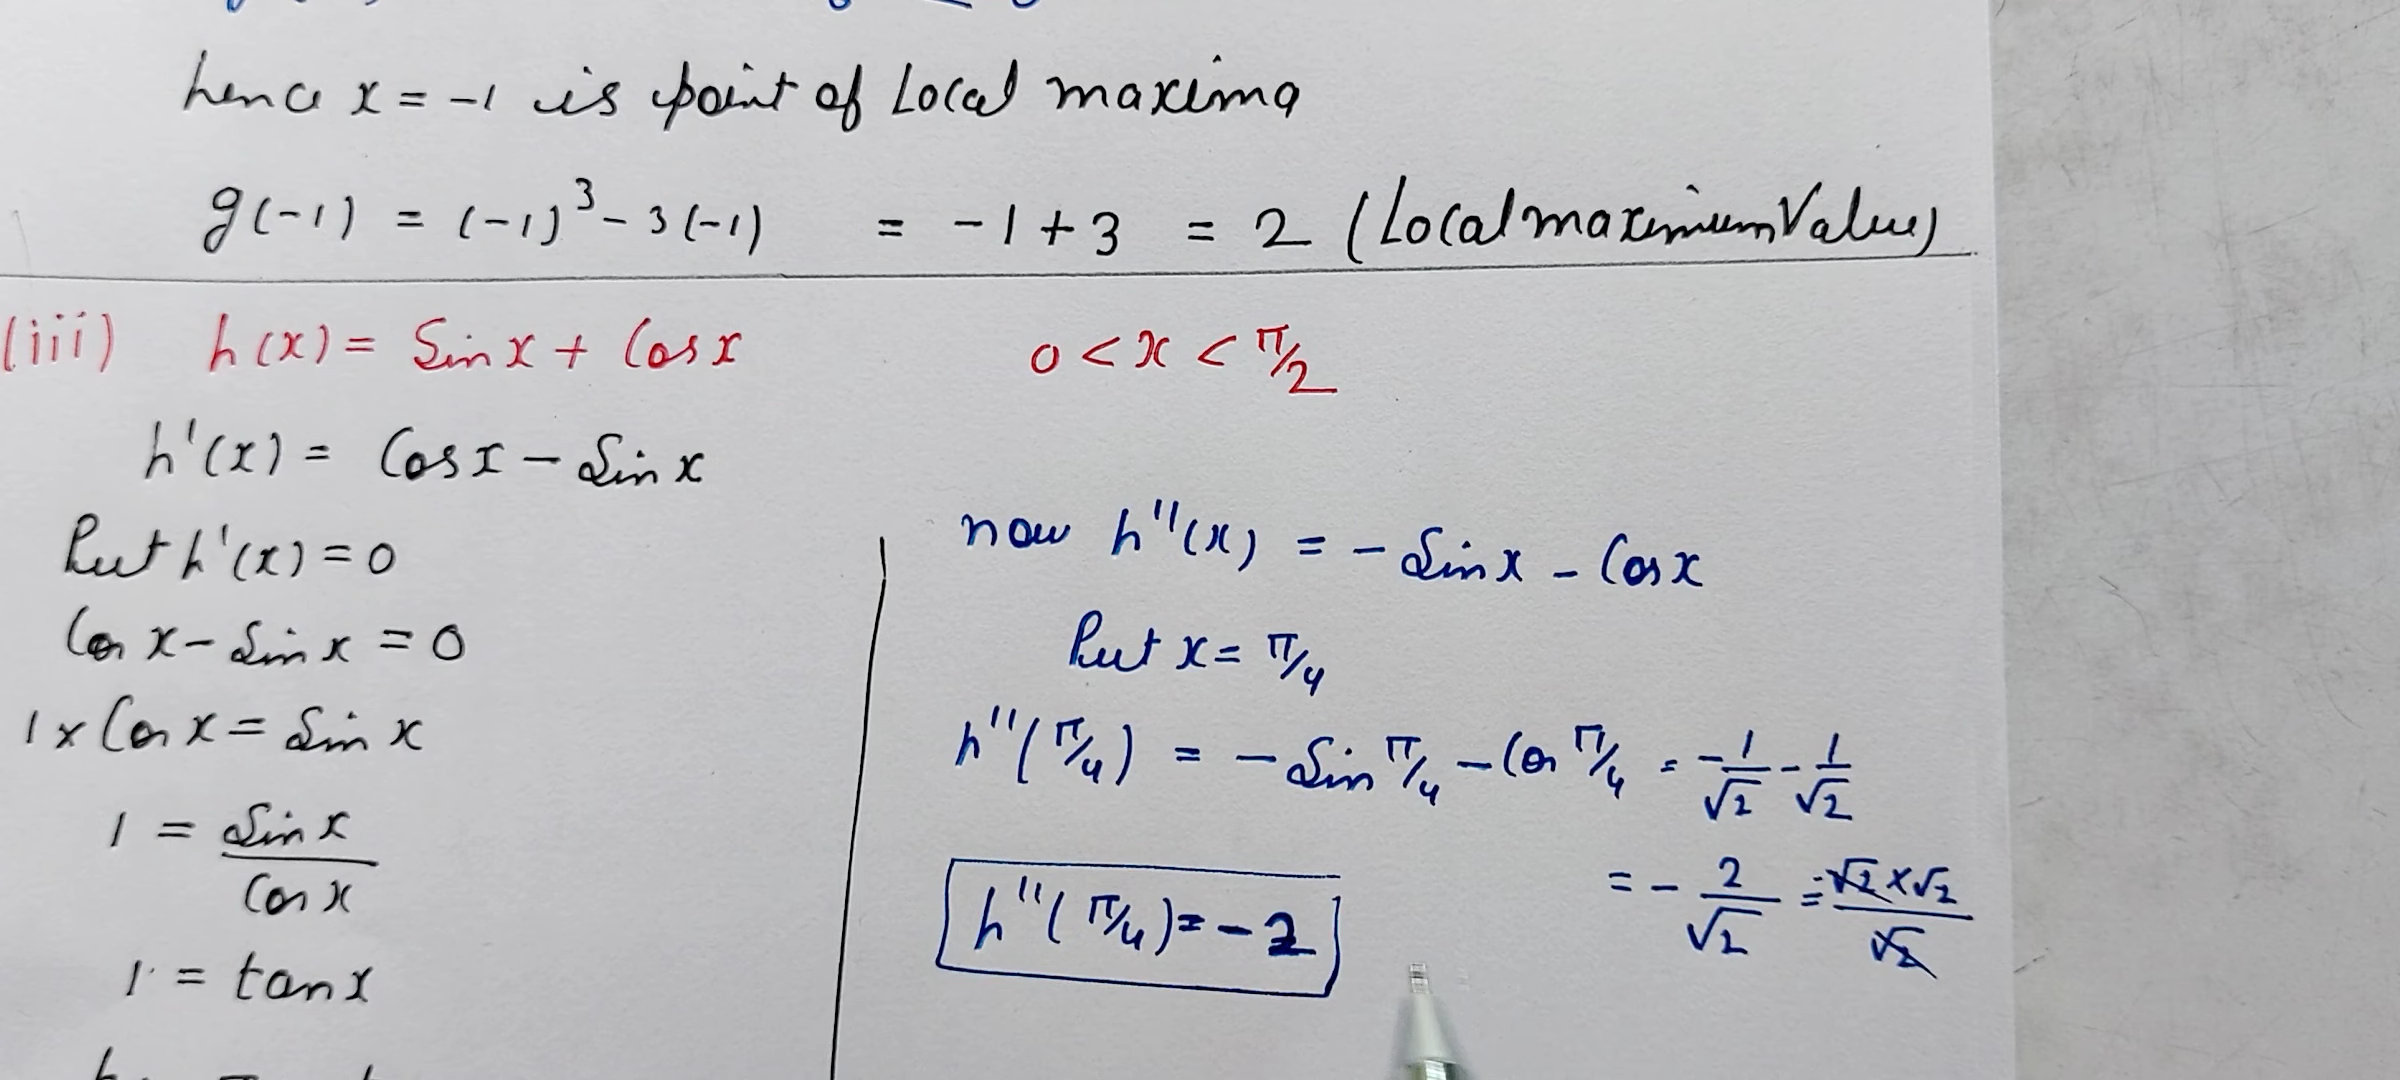 hence x = -1 is point of Local maxima
g(-1) = (-1)³ - 3(-1) = -1 + 3 = 2 (Local maximum Value)
(iii) h(x) = Sin x + Cos x 0 < x < π/2
h'(x) = Cos x - Sin x
Put h'(x) = 0
Cos x - Sin x = 0
1 x Cos x = Sin x
1 = Sin x / Cos x
1 = tan x
now h''(x) = - Sin x - Cos x
Put x = π/4
h''(π/4) = - Sin π/4 - Cos π/4 = -1/√2 - 1/√2
= - 2/√2 = -√2 x √2 / √2
h''(π/4) = - 2